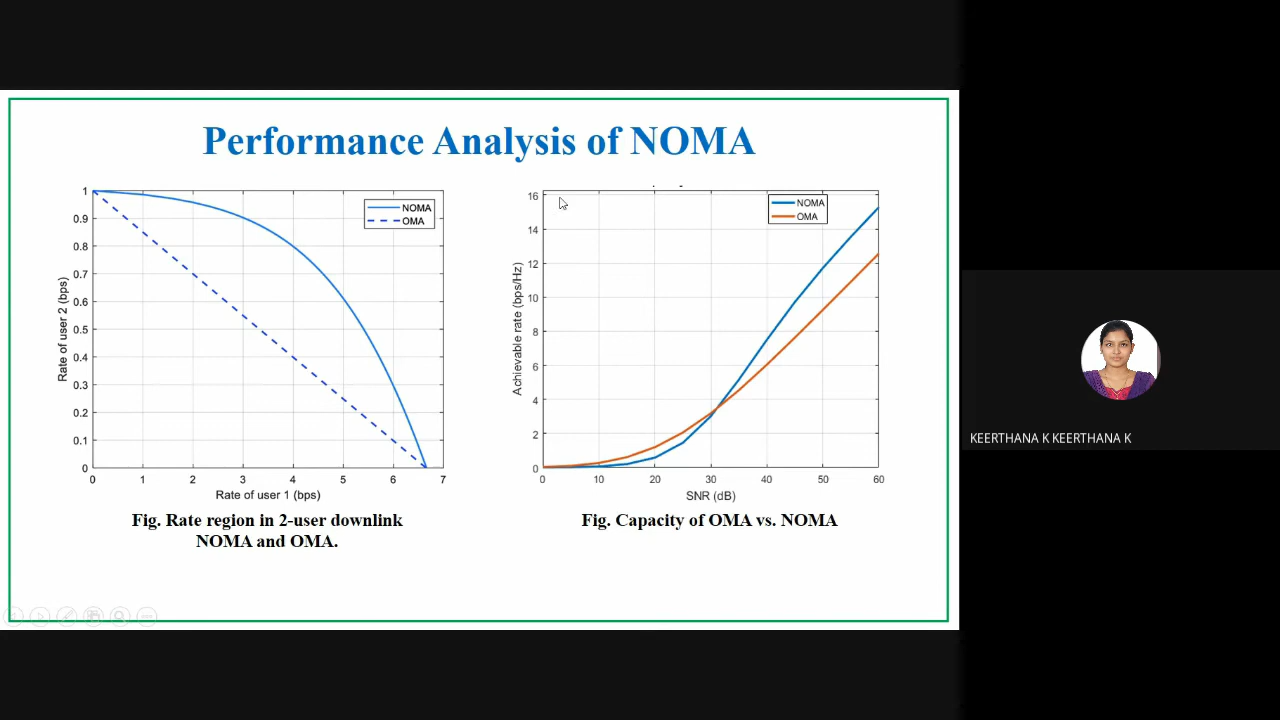 Performance Analysis of NOMA
1
0.9
0.8
0.7
0.6
0.5
0.4
0.3
0.2
0.1
0
Rate of user 2 (bps)
NOMA
OMA
0 1 2 3 4 5 6 7
Rate of user 1 (bps)
Fig. Rate region in 2-user downlink
NOMA and OMA.
16
14
12
10
8
6
4
2
0
Achievable rate (bps/Hz)
NOMA
OMA
0 10 20 30 40 50 60
SNR (dB)
Fig. Capacity of OMA vs. NOMA
KEERTHANA K KEERTHANA K